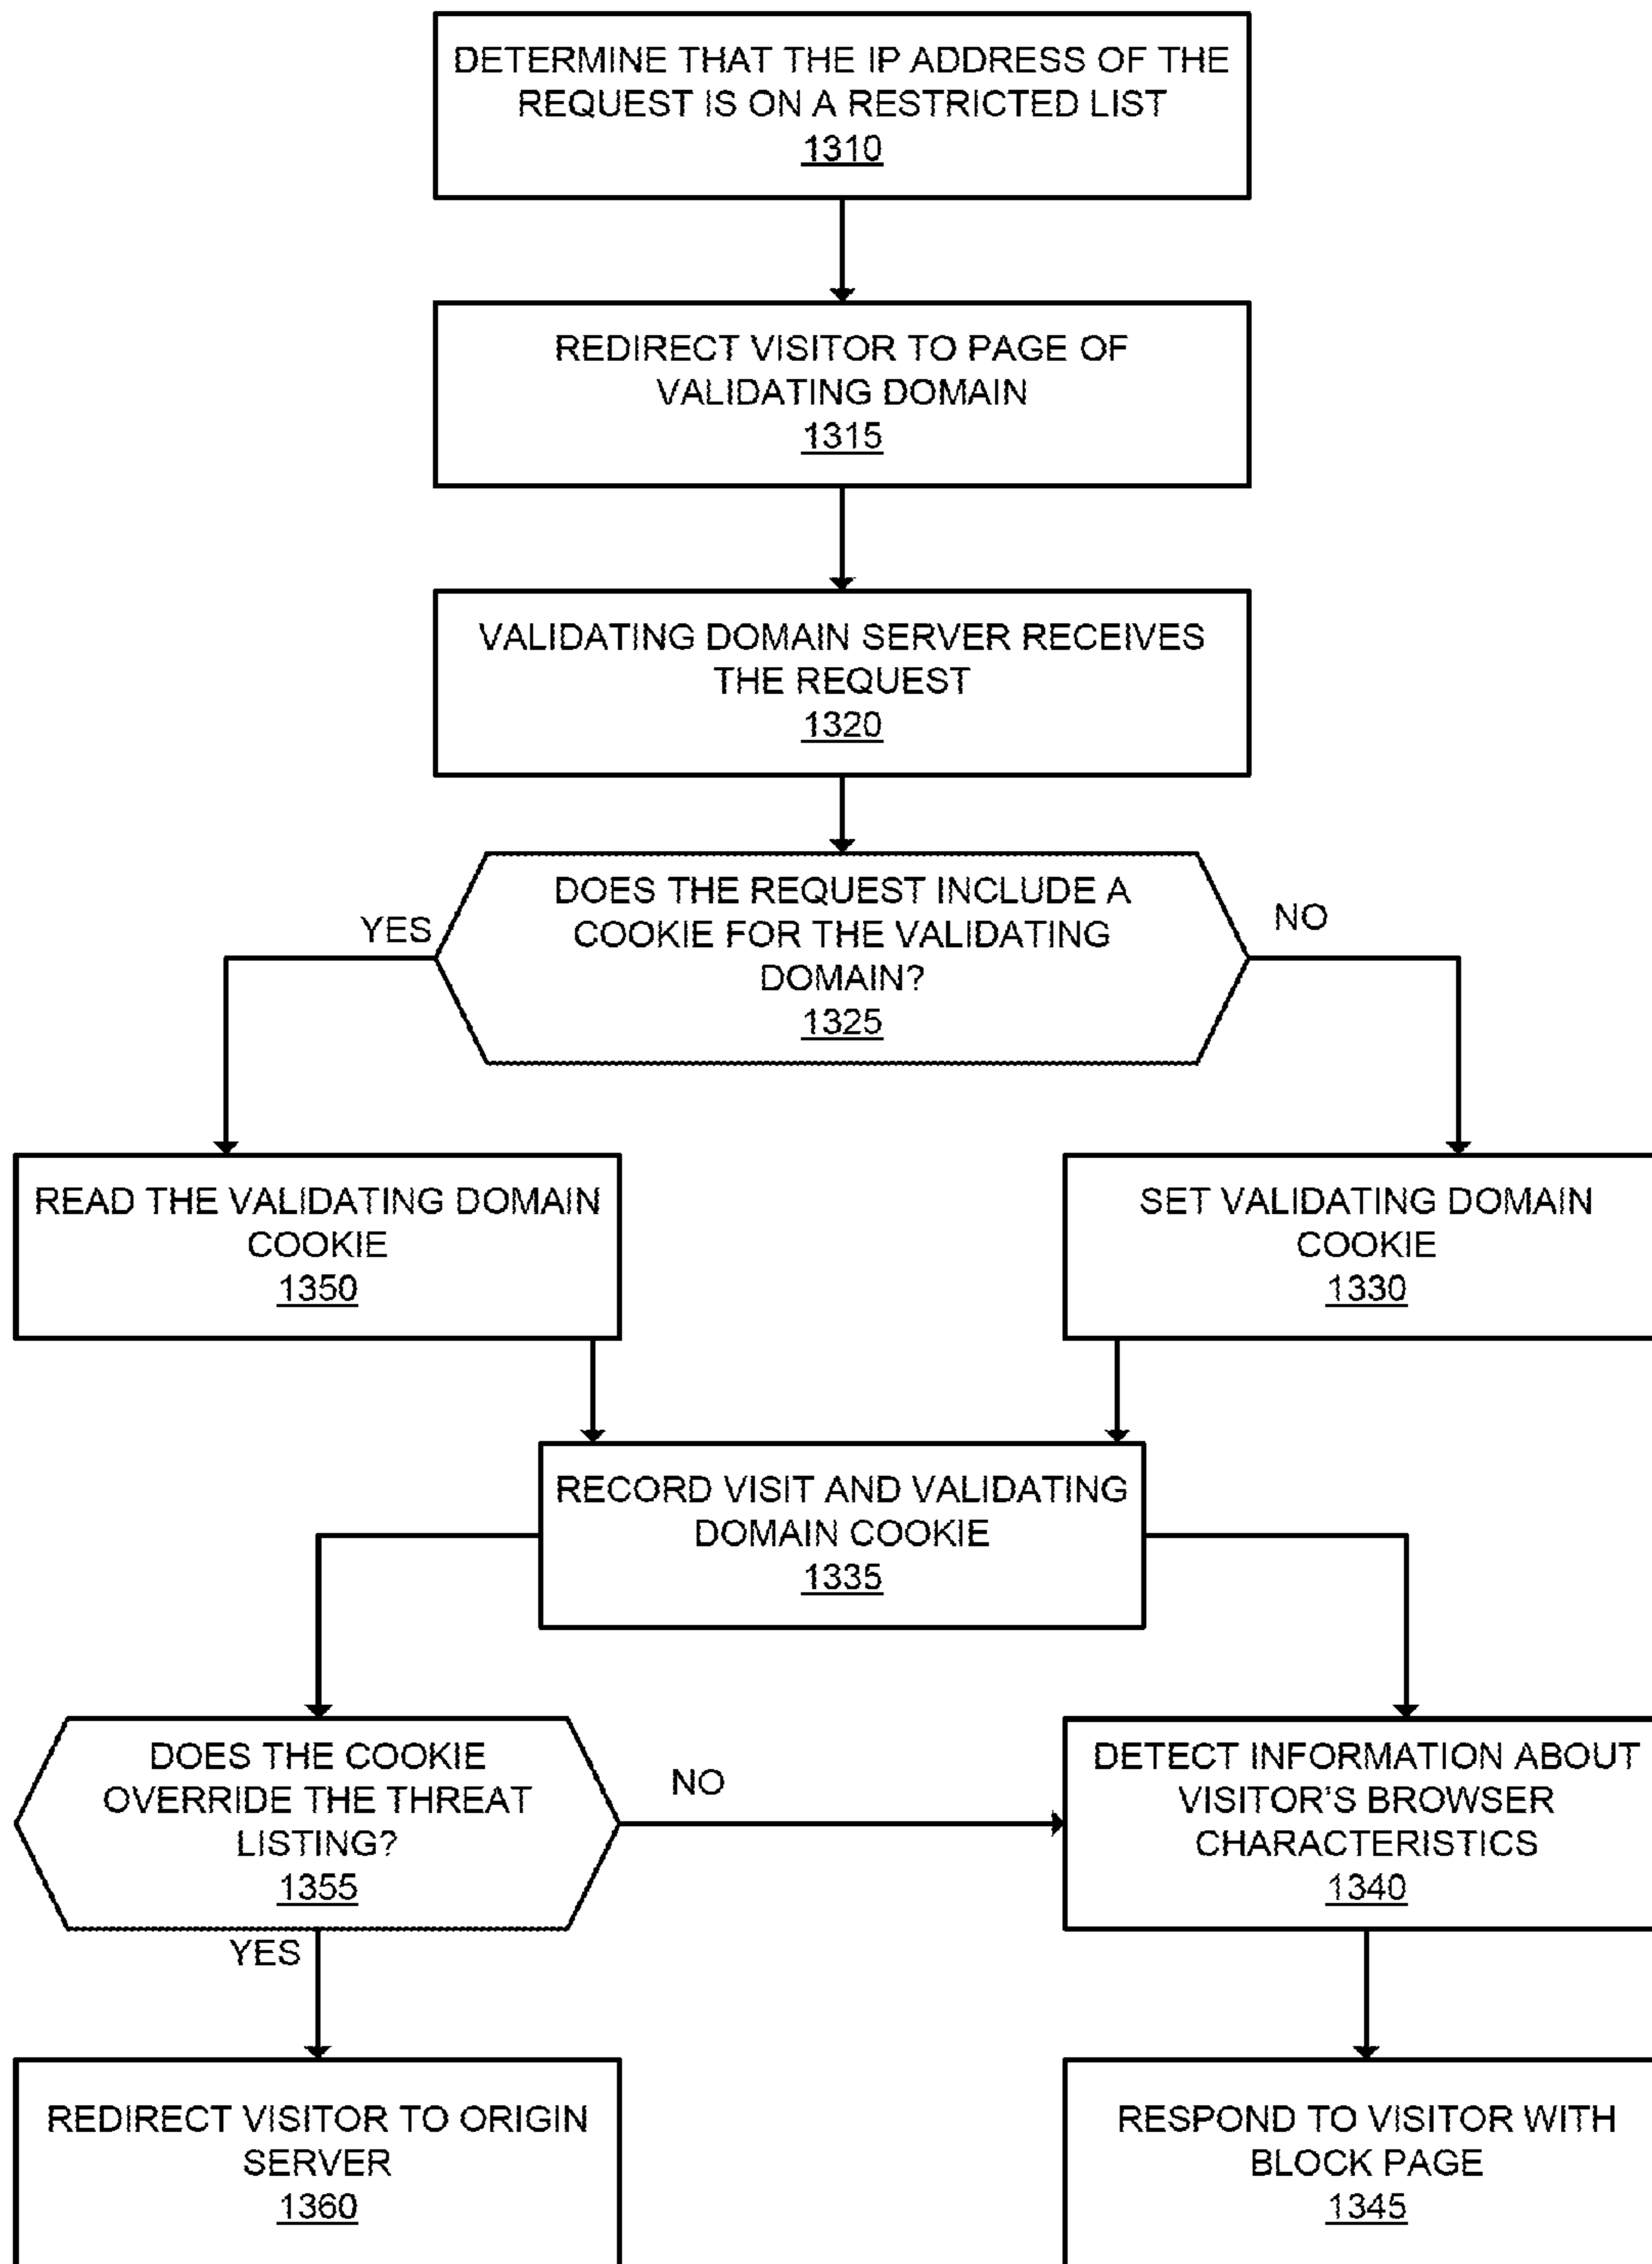 DETERMINE THAT THE IP ADDRESS OF THE
REQUEST IS ON A RESTRICTED LIST
1310
REDIRECT VISITOR TO PAGE OF
VALIDATING DOMAIN
1315
VALIDATING DOMAIN SERVER RECEIVES
THE REQUEST
1320
DOES THE REQUEST INCLUDE A
COOKIE FOR THE VALIDATING
DOMAIN?
1325
YES
NO
READ THE VALIDATING DOMAIN
COOKIE
1350
SET VALIDATING DOMAIN
COOKIE
1330
RECORD VISIT AND VALIDATING
DOMAIN COOKIE
1335
DOES THE COOKIE
OVERRIDE THE THREAT
LISTING?
1355
NO
YES
DETECT INFORMATION ABOUT
VISITOR'S BROWSER
CHARACTERISTICS
1340
REDIRECT VISITOR TO ORIGIN
SERVER
1360
RESPOND TO VISITOR WITH
BLOCK PAGE
1345